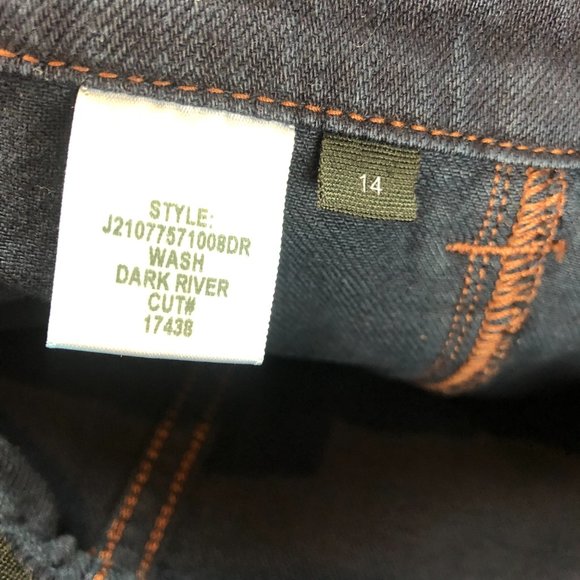 STYLE:
J21077571008DR
WASH
DARK RIVER
CUT#
17438
14